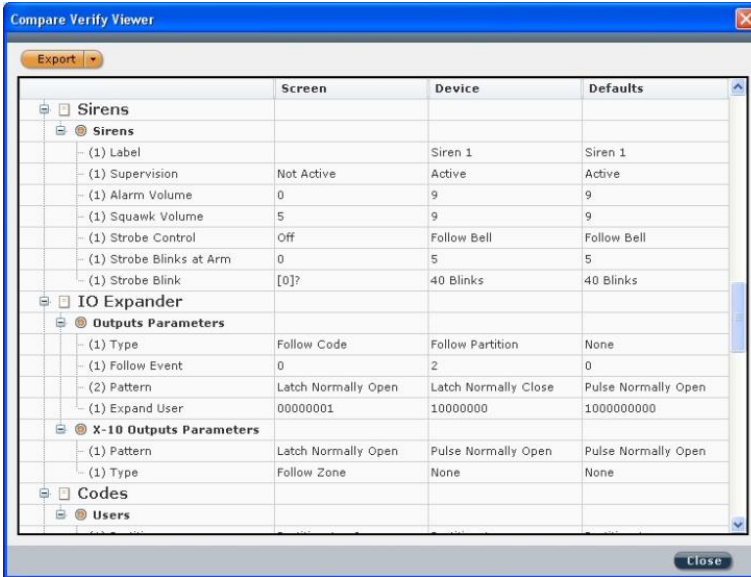 Compare Verify Viewer
Export
Screen Device Defaults
Sirens
Sirens
(1) Label Siren 1 Siren 1
(1) Supervision Not Active Active Active
(1) Alarm Volume 0 9 9
(1) Squawk Volume 5 9 9
(1) Strobe Control Off Follow Bell Follow Bell
(1) Strobe Blinks at Arm 0 5 5
(1) Strobe Blink [0]? 40 Blinks 40 Blinks
IO Expander
Outputs Parameters
(1) Type Follow Code Follow Partition None
(1) Follow Event 0 2 0
(2) Pattern Latch Normally Open Latch Normally Close Pulse Normally Open
(1) Expand User 00000001 10000000 1000000000
X-10 Outputs Parameters
(1) Pattern Latch Normally Open Pulse Normally Open Pulse Normally Open
(1) Type Follow Zone None None
Codes
Users
Close